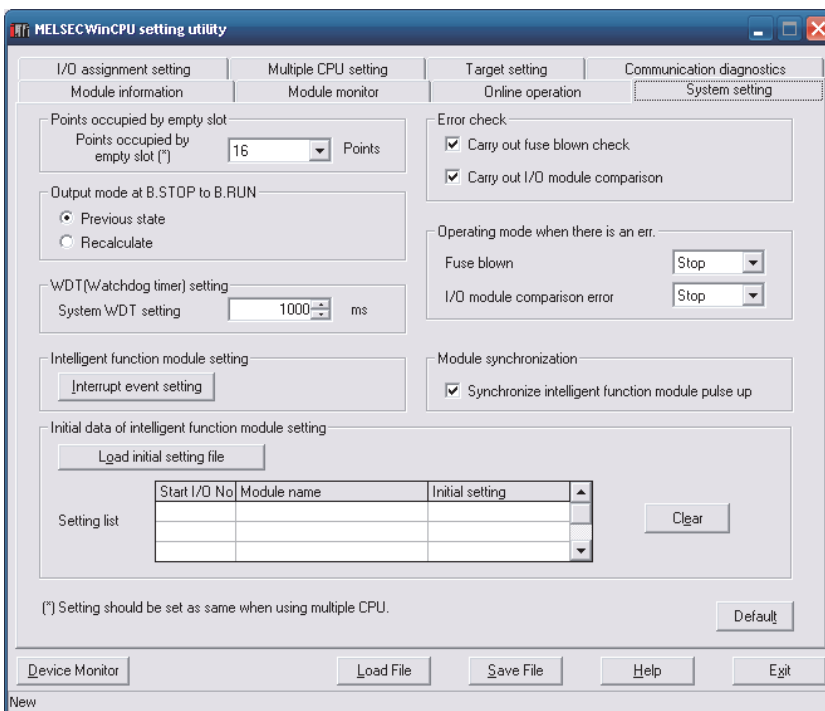 MELSECWinCPU setting utility
I/O assignment setting
Multiple CPU setting
Target setting
Communication diagnostics
Module information
Module monitor
Online operation
System setting
Points occupied by empty slot
Points occupied by
empty slot (*)
16
Points
Output mode at B.STOP to B.RUN
Previous state
Recalculate
WDT(Watchdog timer) setting
System WDT setting
1000
ms
Intelligent function module setting
Interrupt event setting
Error check
Carry out fuse blown check
Carry out I/O module comparison
Operating mode when there is an err.
Fuse blown
Stop
I/O module comparison error
Stop
Module synchronization
Synchronize intelligent function module pulse up
Initial data of intelligent function module setting
Load initial setting file
Setting list
Start I/O No
Module name
Initial setting
Clear
(*) Setting should be set as same when using multiple CPU.
Default
Device Monitor
Load File
Save File
Help
Exit
New